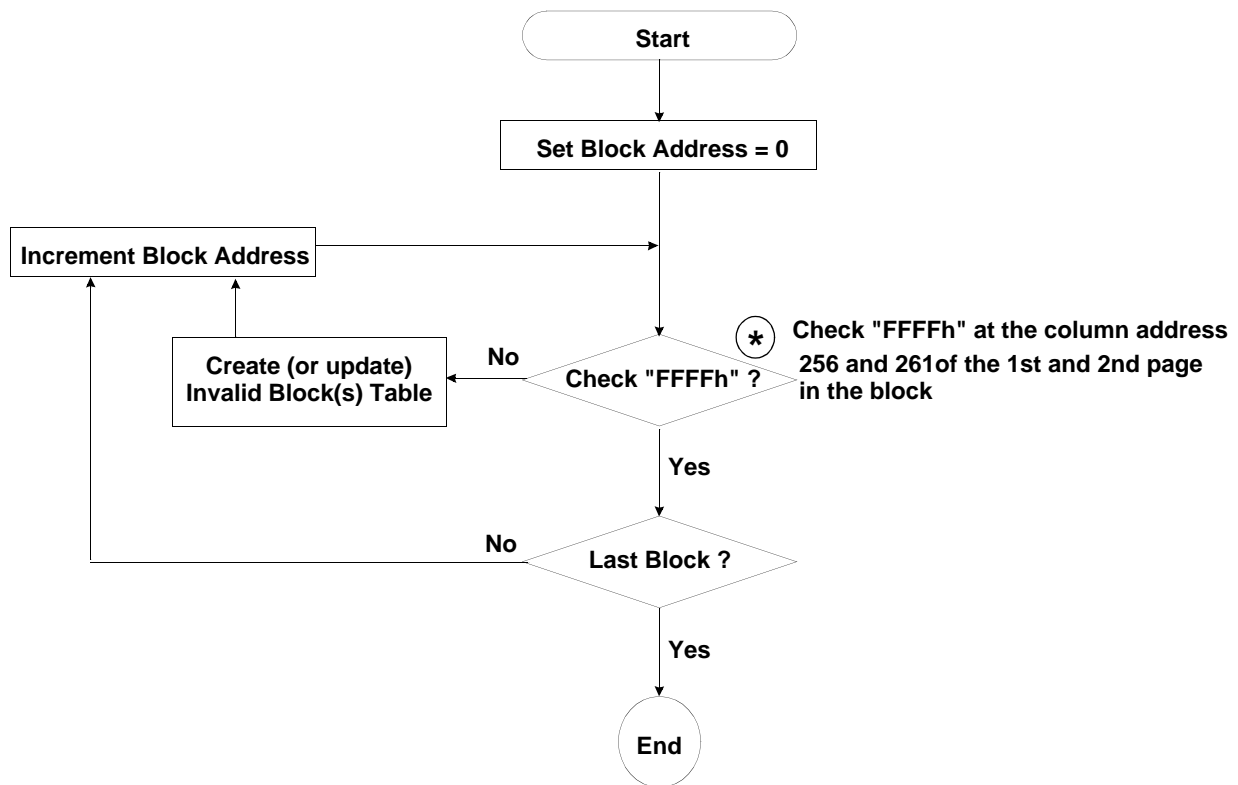 Start
Set Block Address = 0
Increment Block Address
*
Check "FFFFh" at the column address
256 and 261of the 1st and 2nd page
in the block
No
Create (or update)
Invalid Block(s) Table
Check "FFFFh" ?
Yes
No
Last Block ?
Yes
End